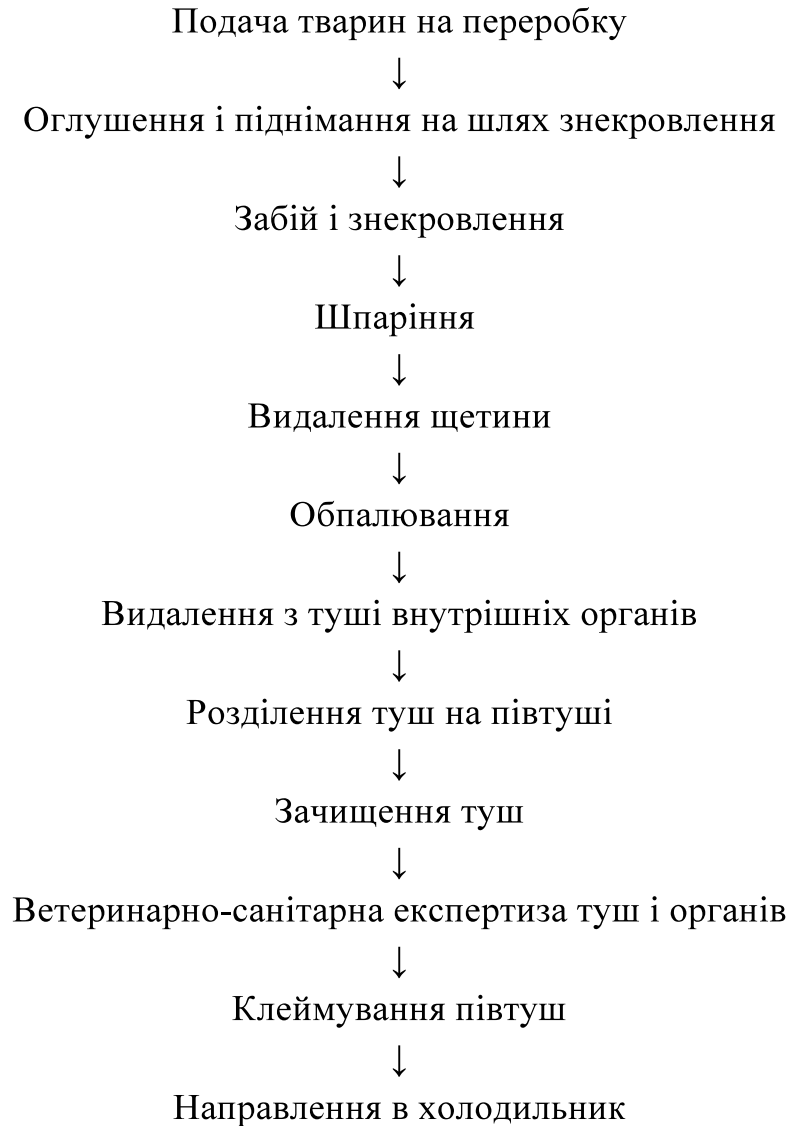 Подача тварин на переробку
↓
Оглушення і піднімання на шлях знекровлення
↓
Забій і знекровлення
↓
Шпаріння
↓
Видалення щетини
↓
Обпалювання
↓
Видалення з туші внутрішніх органів
↓
Розділення туш на півтуші
↓
Зачищення туш
↓
Ветеринарно-санітарна експертиза туш і органів
↓
Клеймування півтуш
↓
Направлення в холодильник